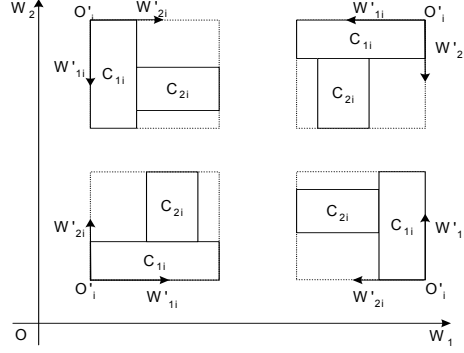 W2
O'i W'2i W'1i O'i
W'1i C1i C2i C1i W'2
C2i
W'2i C2i C2i C1i W'1
C1i
O'i W'1i W'2i O'i
O W1